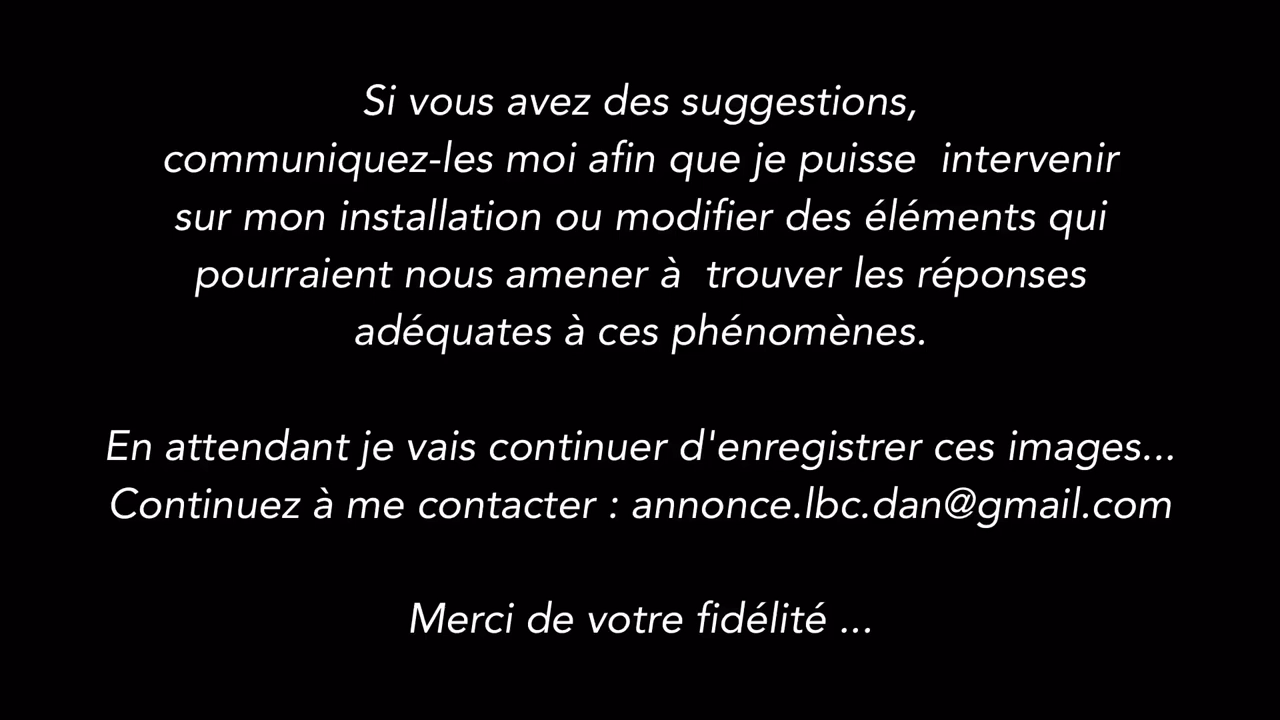 Si vous avez des suggestions,
communiquez-les moi afin que je puisse  intervenir
sur mon installation ou modifier des éléments qui
pourraient nous amener à  trouver les réponses
adéquates à ces phénomènes.
En attendant je vais continuer d'enregistrer ces images...
Continuez à me contacter : annonce.lbc.dan@gmail.com
Merci de votre fidélité ...